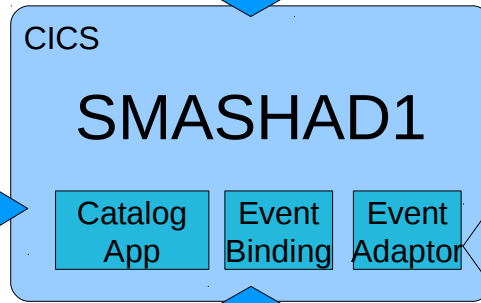 CICS
SMASHAD1
Catalog
App
Event
Binding
Event
Adaptor